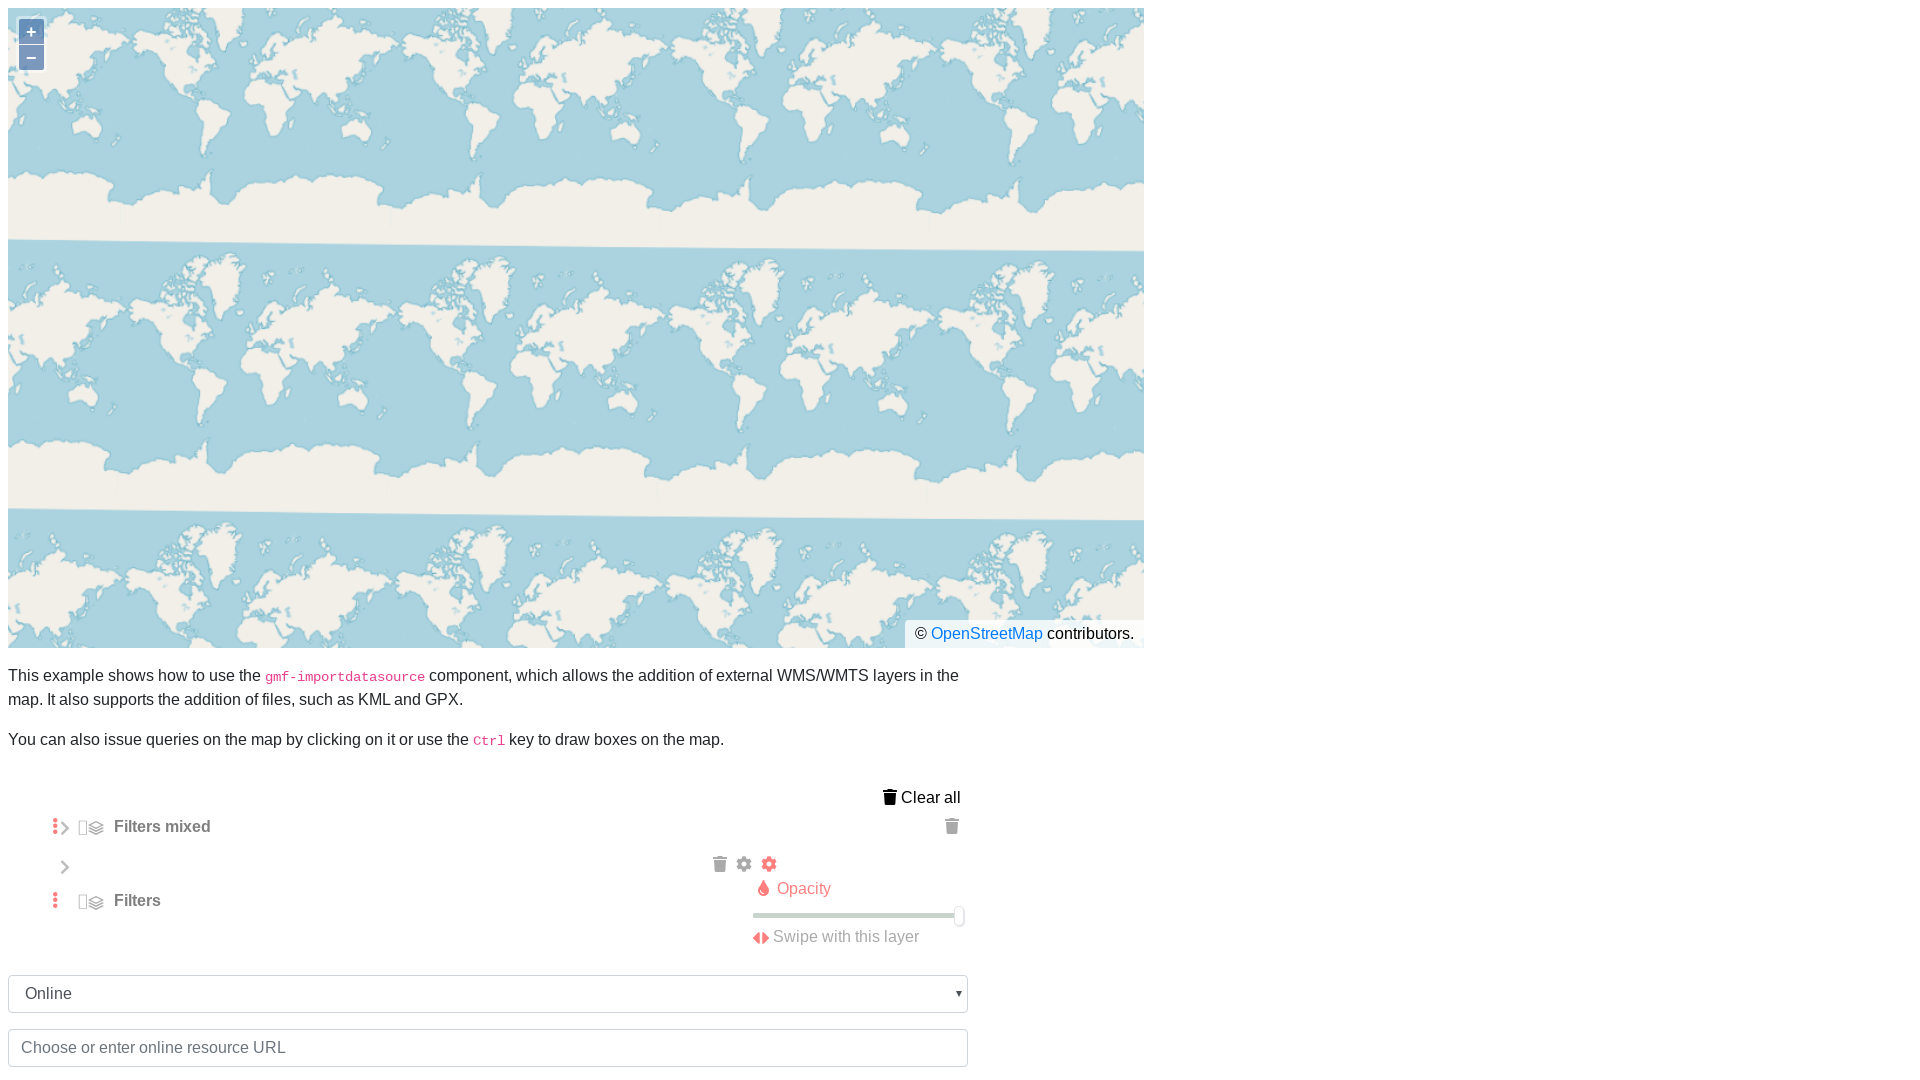 +
−
© OpenStreetMap contributors.
This example shows how to use the gmf-importdatasource component, which allows the addition of external WMS/WMTS layers in the
map. It also supports the addition of files, such as KML and GPX.
You can also issue queries on the map by clicking on it or use the Ctrl key to draw boxes on the map.
Clear all
Filters mixed
Opacity
Filters
Swipe with this layer
Online
Choose or enter online resource URL